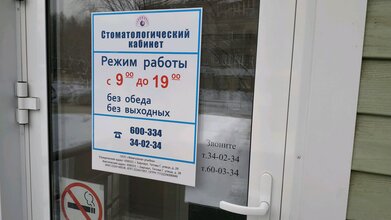 Стоматологический
кабинет
Режим работы
с 9 00 до 19 00
без обеда
без выходных
☎ 600-334
34-02-34
Звоните
т.34-02-34
т.60-03-34